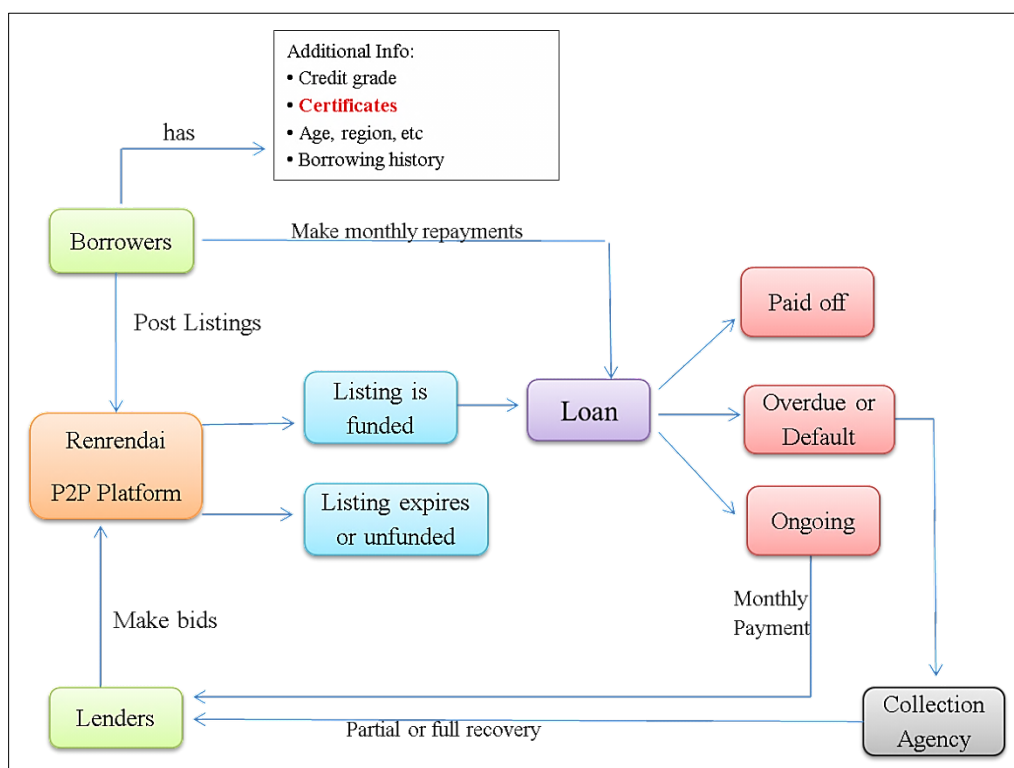 Additional Info:
• Credit grade
• Certificates
• Age, region, etc
• Borrowing history
has
Borrowers
Make monthly repayments
Post Listings
Paid off
Listing is
funded
Loan
Overdue or
Default
Renrendai
P2P Platform
Listing expires
or unfunded
Ongoing
Make bids
Monthly
Payment
Lenders
Partial or full recovery
Collection
Agency